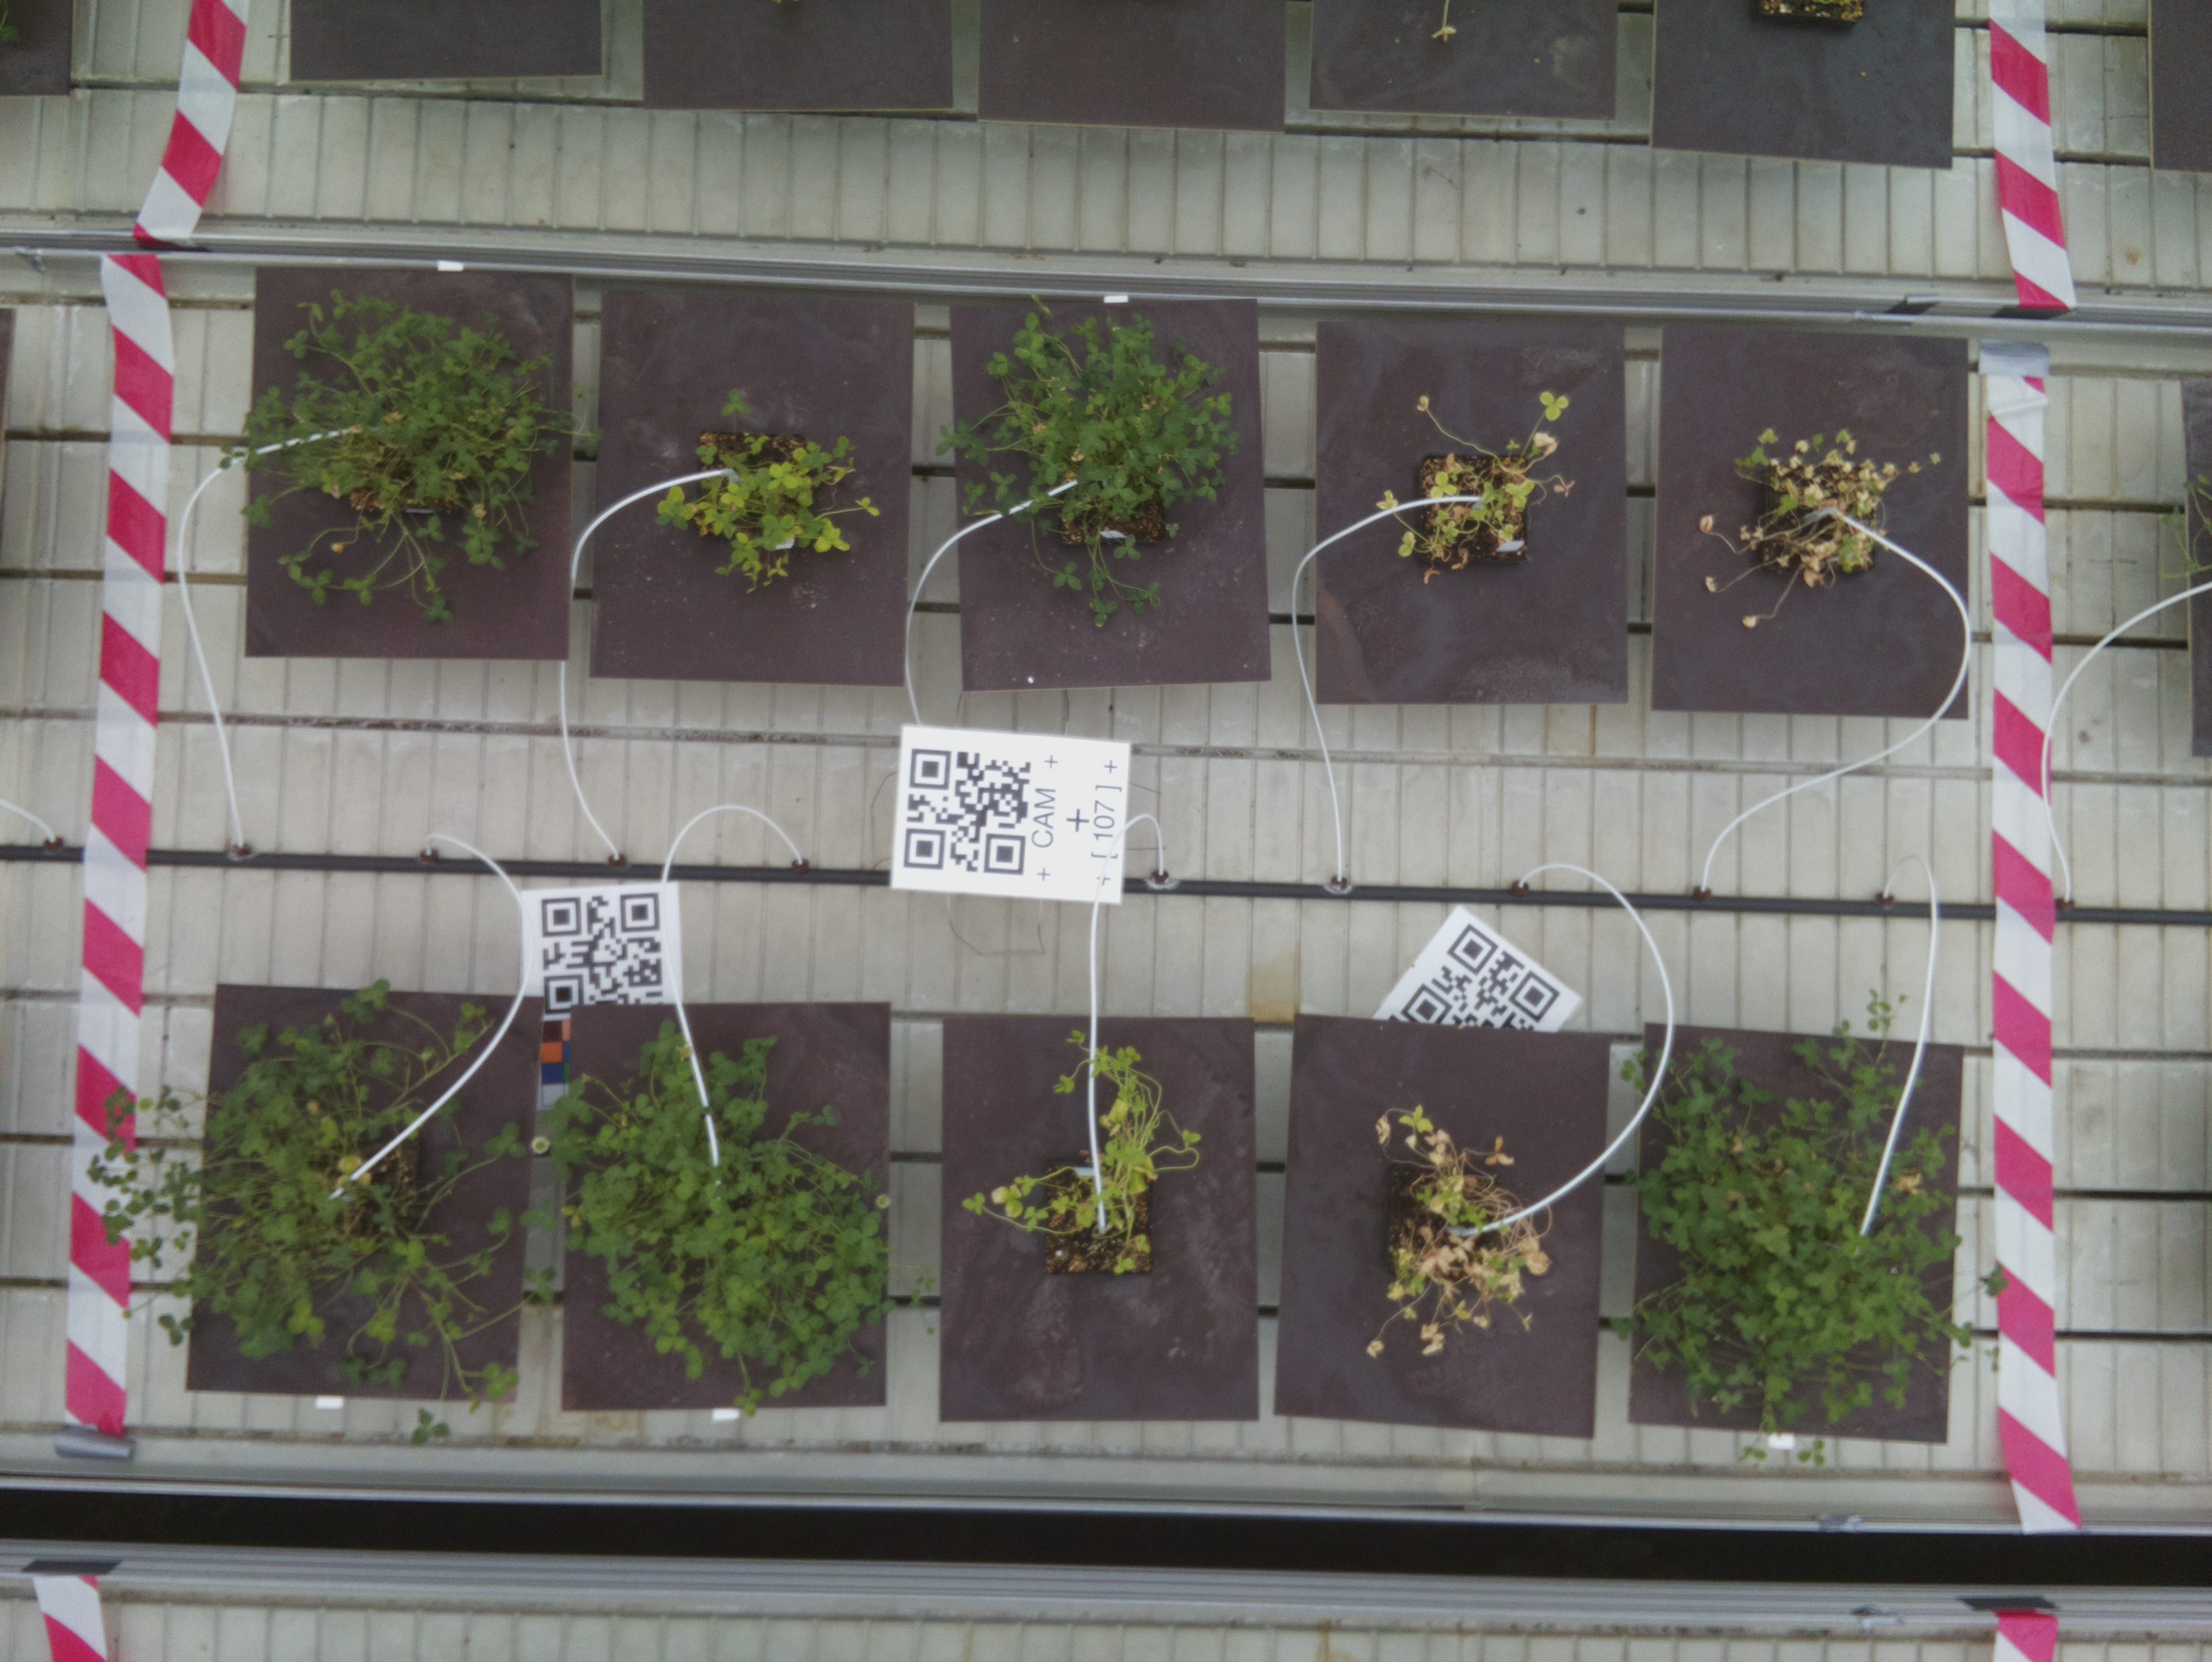 + CAM +
+
+ [ 107 ] +